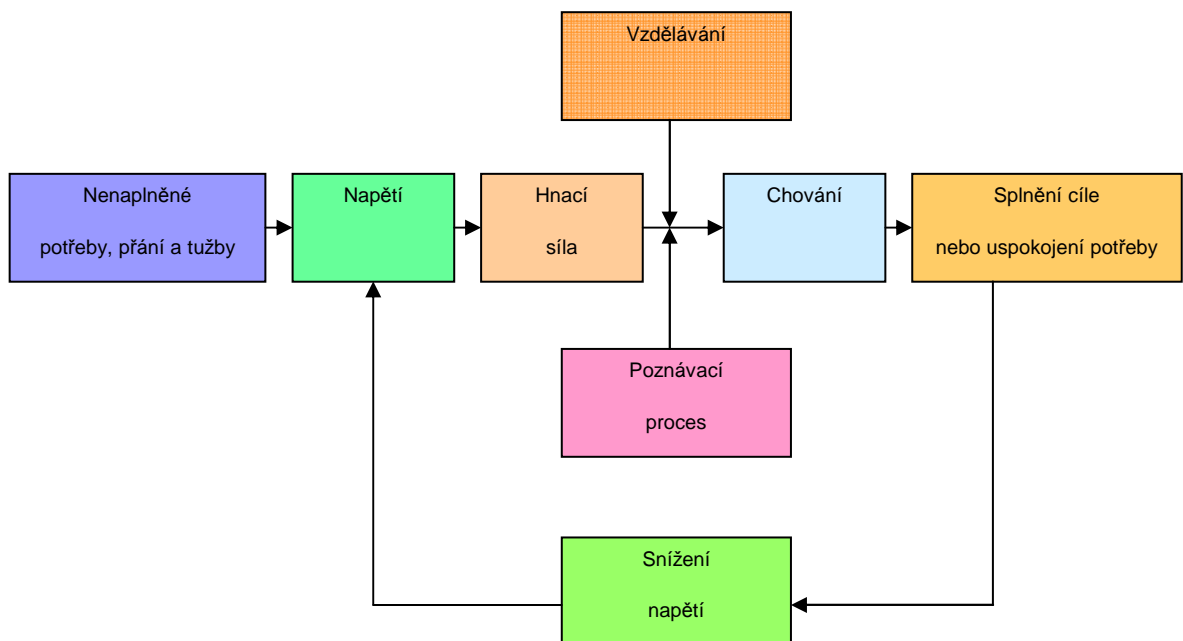 Vzdělávání
Nenaplněné
potřeby, přání a tužby
Napětí
Hnací
síla
Chování
Splnění cíle
nebo uspokojení potřeby
Poznávací
proces
Snížení
napětí